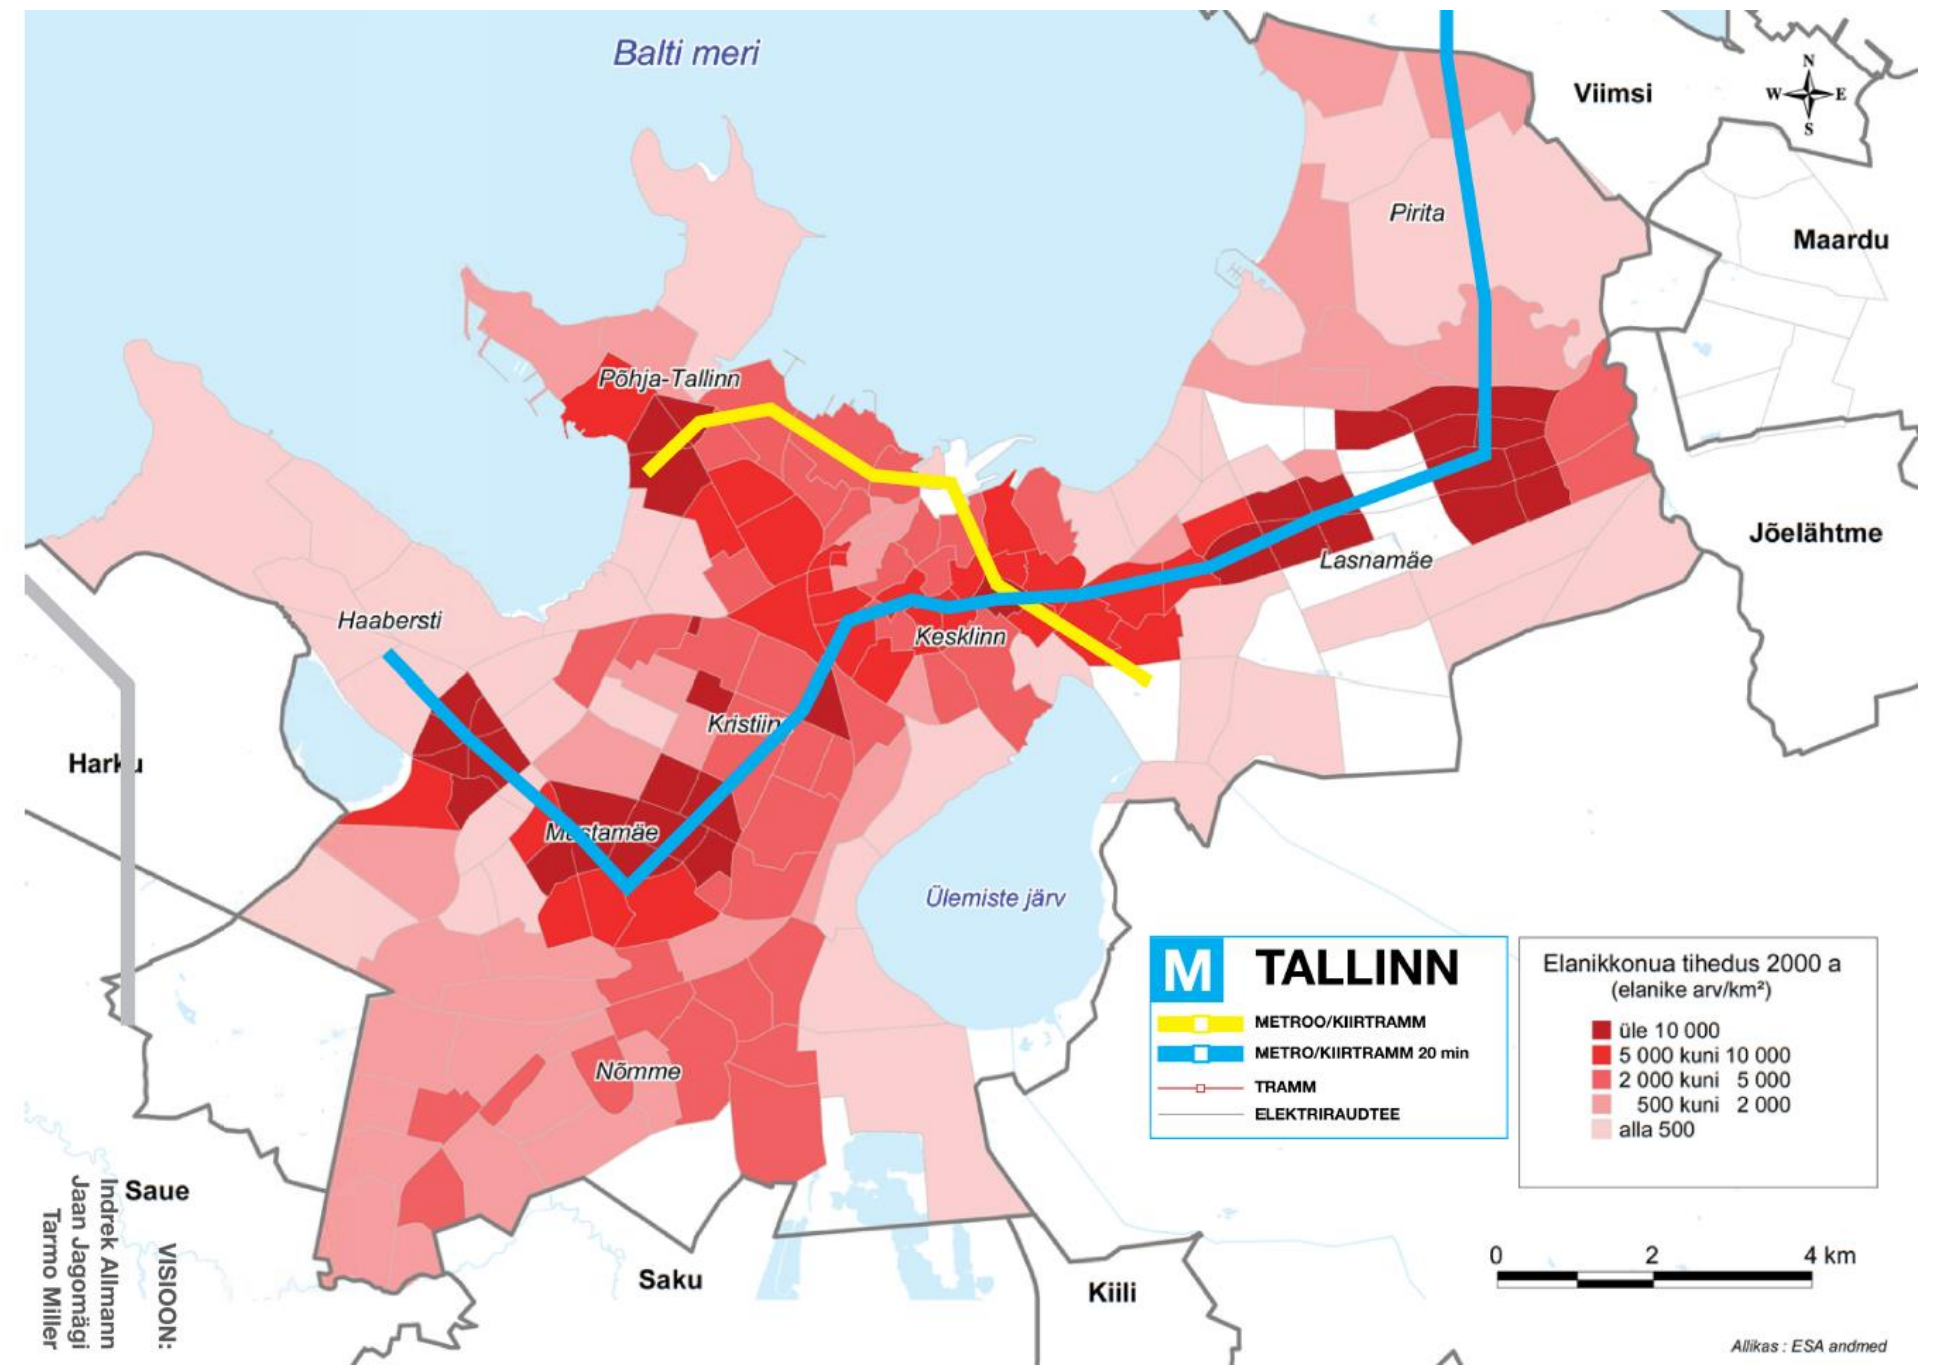 Balti meri
Viimsi
N
W E
S
Pirita
Maardu
Põhja-Tallinn
Jõelähtme
Lasnamäe
Haabersti
Kesklinn
Kristiin
Harku
Mustamäe
Ülemiste järv
M TALLINN
METROO/KIIRTRAMM
METRO/KIIRTRAMM 20 min
TRAMM
ELEKTRIRAUDTEE
Elanikkonua tihedus 2000 a
(elanike arv/km²)
üle 10 000
5 000 kuni 10 000
2 000 kuni 5 000
500 kuni 2 000
alla 500
Nõmme
Saue
VISIOON:
Indrek Allmann
Jaan Jagomägi
Tarmo Miller
Saku
Kiili
0 2 4 km
Allikas : ESA andmed